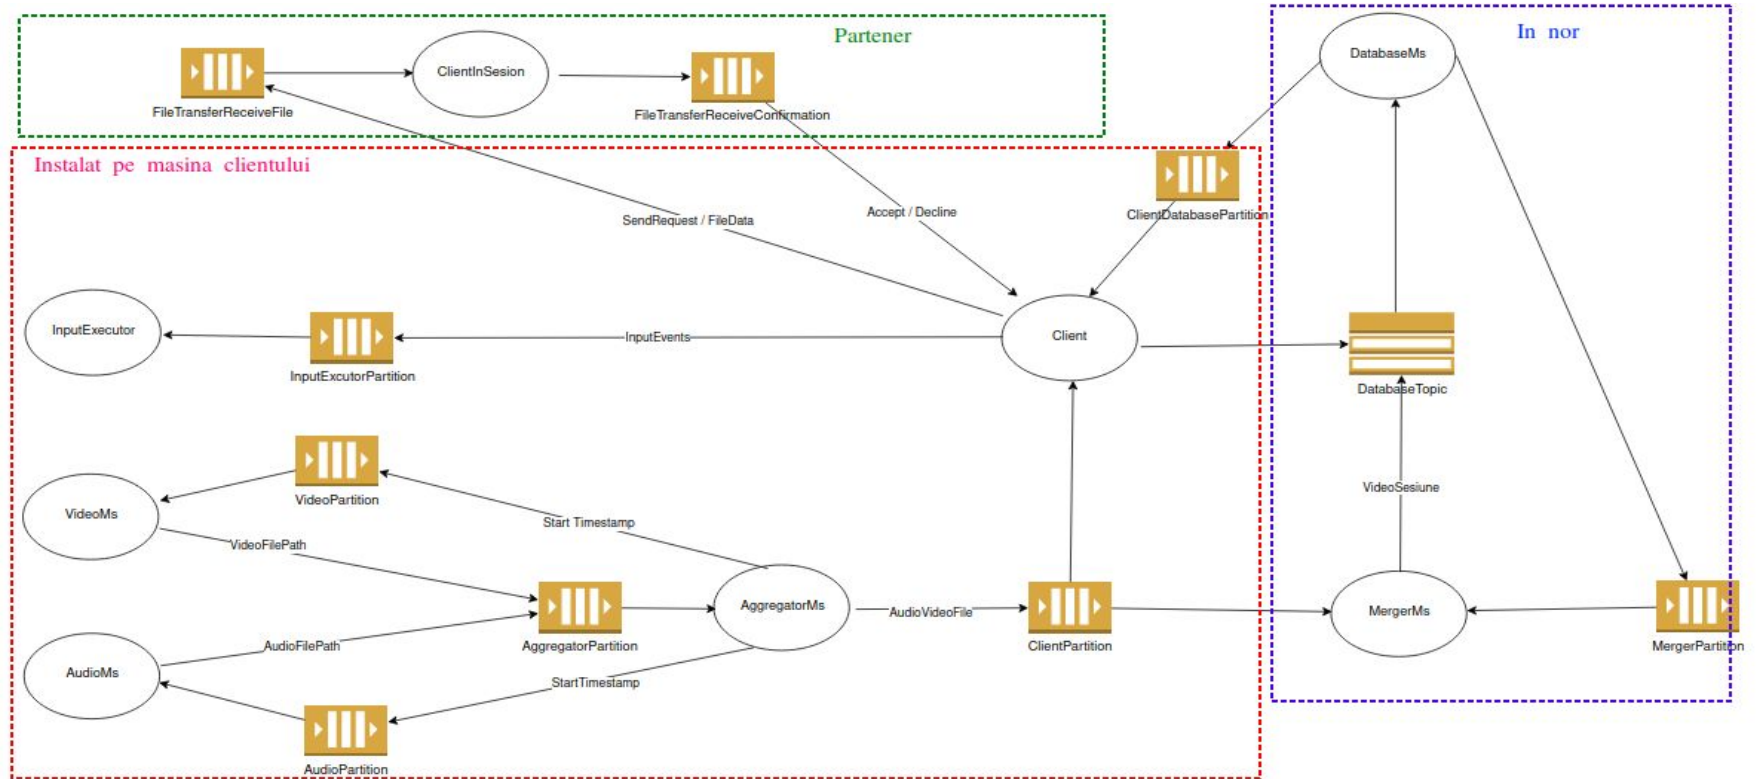 Partener
In nor
DatabaseMs
ClientInSesion
FileTransferReceiveFile
FileTransferReceiveConfirmation
Instalat pe masina clientului
SendRequest / FileData
Accept / Decline
ClientDatabasePartition
InputExecutor
InputExcutorPartition
InputEvents
Client
DatabaseTopic
VideoPartition
VideoMs
Start Timestamp
VideoFilePath
VideoSesiune
AggregatorMs
AudioVideoFile
MergerMs
AudioFilePath
AggregatorPartition
ClientPartition
MergerPartition
AudioMs
StartTimestamp
AudioPartition